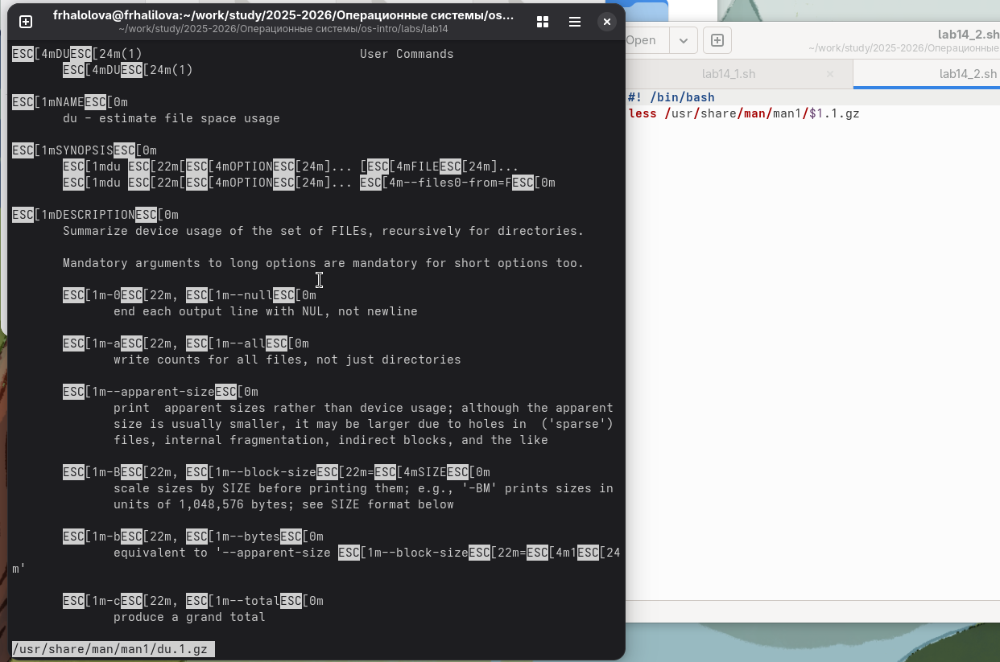 frhalolova@frhalilova:~/work/study/2025-2026/Операционные системы/os…
~/work/study/2025-2026/Операционные системы/os-intro/labs/lab14
ESC[4mDUESC[24m(1) User Commands
ESC[4mDUESC[24m(1)
ESC[1mNAMEESC[0m
du - estimate file space usage
ESC[1mSYNOPSISESC[0m
ESC[1mdu ESC[22m[ESC[4mOPTIONESC[24m]... [ESC[4mFILEESC[24m]...
ESC[1mdu ESC[22m[ESC[4mOPTIONESC[24m]... ESC[4m--files0-from=FESC[0m
ESC[1mDESCRIPTIONESC[0m
Summarize device usage of the set of FILEs, recursively for directories.
Mandatory arguments to long options are mandatory for short options too.
ESC[1m-0ESC[22m, ESC[1m--nullESC[0m
end each output line with NUL, not newline
ESC[1m-aESC[22m, ESC[1m--allESC[0m
write counts for all files, not just directories
ESC[1m--apparent-sizeESC[0m
print  apparent sizes rather than device usage; although the apparent
size is usually smaller, it may be larger due to holes in  ('sparse')
files, internal fragmentation, indirect blocks, and the like
ESC[1m-BESC[22m, ESC[1m--block-sizeESC[22m=ESC[4mSIZEESC[0m
scale sizes by SIZE before printing them; e.g., '-BM' prints sizes in
units of 1,048,576 bytes; see SIZE format below
ESC[1m-bESC[22m, ESC[1m--bytesESC[0m
equivalent to '--apparent-size ESC[1m--block-sizeESC[22m=ESC[4m1ESC[24
m'
ESC[1m-cESC[22m, ESC[1m--totalESC[0m
produce a grand total
/usr/share/man/man1/du.1.gz
Open
lab14_2.sh
~/work/study/2025-2026/Операционные
lab14_1.sh
lab14_2.sh
#! /bin/bash
less /usr/share/man/man1/$1.1.gz